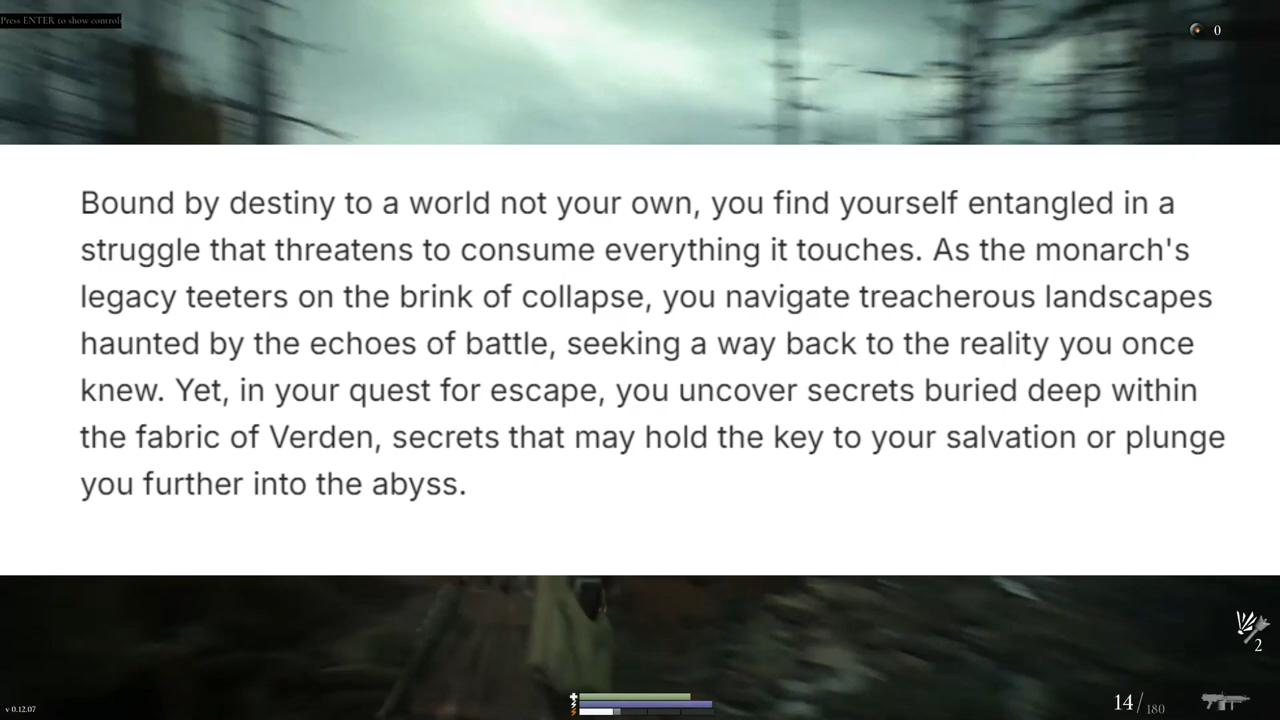 Press ENTER to show controls
0
Bound by destiny to a world not your own, you find yourself entangled in a
struggle that threatens to consume everything it touches. As the monarch's
legacy teeters on the brink of collapse, you navigate treacherous landscapes
haunted by the echoes of battle, seeking a way back to the reality you once
knew. Yet, in your quest for escape, you uncover secrets buried deep within
the fabric of Verden, secrets that may hold the key to your salvation or plunge
you further into the abyss.
2
v 0.12.07
14/180